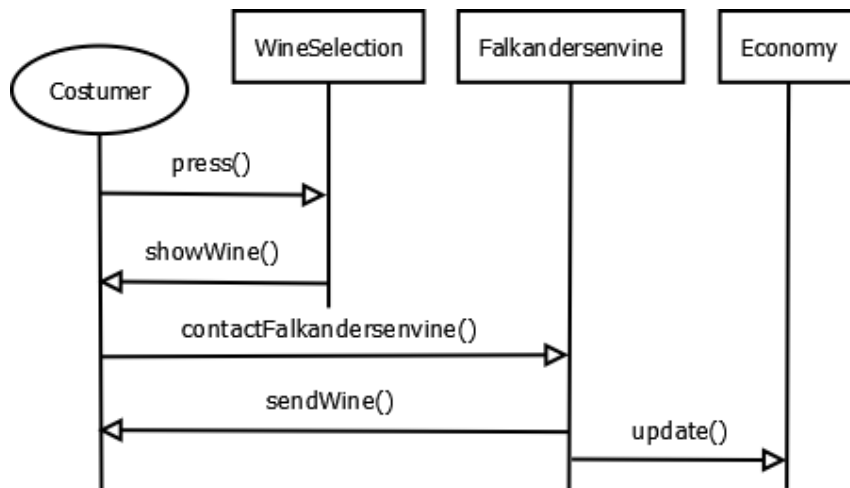 WineSelection
Falkandersenvine
Economy
Costumer
press()
showWine()
contactFalkandersenvine()
sendWine()
update()